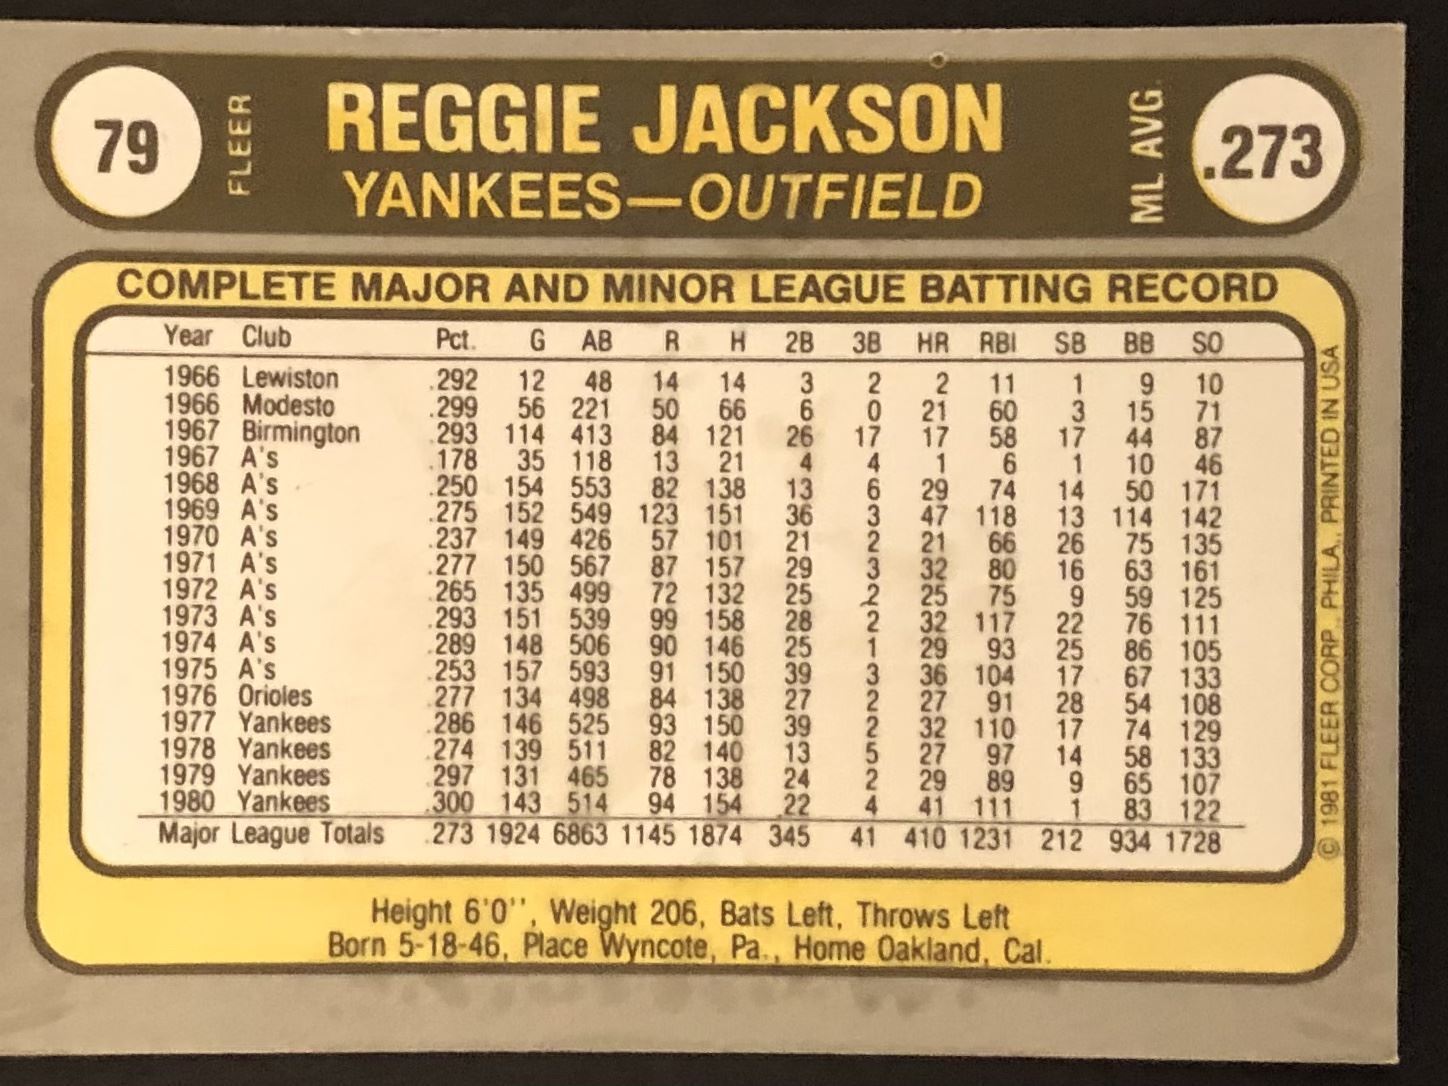 79 FLEER REGGIE JACKSON ML AVG. .273
YANKEES—OUTFIELD
COMPLETE MAJOR AND MINOR LEAGUE BATTING RECORD
Year Club Pct. G AB R H 2B 3B HR RBI SB BB SO
1966 Lewiston .292 12 48 14 14 3 2 2 11 1 9 10
1966 Modesto .299 56 221 50 66 6 0 21 60 3 15 71
1967 Birmington .293 114 413 84 121 26 17 17 58 17 44 87
1967 A's .178 35 118 13 21 4 4 1 6 1 10 46
1968 A's .250 154 553 82 138 13 6 29 74 14 50 171
1969 A's .275 152 549 123 151 36 3 47 118 13 114 142
1970 A's .237 149 426 57 101 21 2 21 66 26 75 135
1971 A's .277 150 567 87 157 29 3 32 80 16 63 161
1972 A's .265 135 499 72 132 25 2 25 75 9 59 125
1973 A's .293 151 539 99 158 28 2 32 117 22 76 111
1974 A's .289 148 506 90 146 25 1 29 93 25 86 105
1975 A's .253 157 593 91 150 39 3 36 104 17 67 133
1976 Orioles .277 134 498 84 138 27 2 27 91 28 54 108
1977 Yankees .286 146 525 93 150 39 2 32 110 17 74 129
1978 Yankees .274 139 511 82 140 13 5 27 97 14 58 133
1979 Yankees .297 131 465 78 138 24 2 29 89 9 65 107
1980 Yankees .300 143 514 94 154 22 4 41 111 1 83 122
Major League Totals .273 1924 6863 1145 1874 345 41 410 1231 212 934 1728
Height 6'0'', Weight 206, Bats Left, Throws Left
Born 5-18-46, Place Wyncote, Pa., Home Oakland, Cal.
© 1981 FLEER CORP., PHILA., PRINTED IN USA